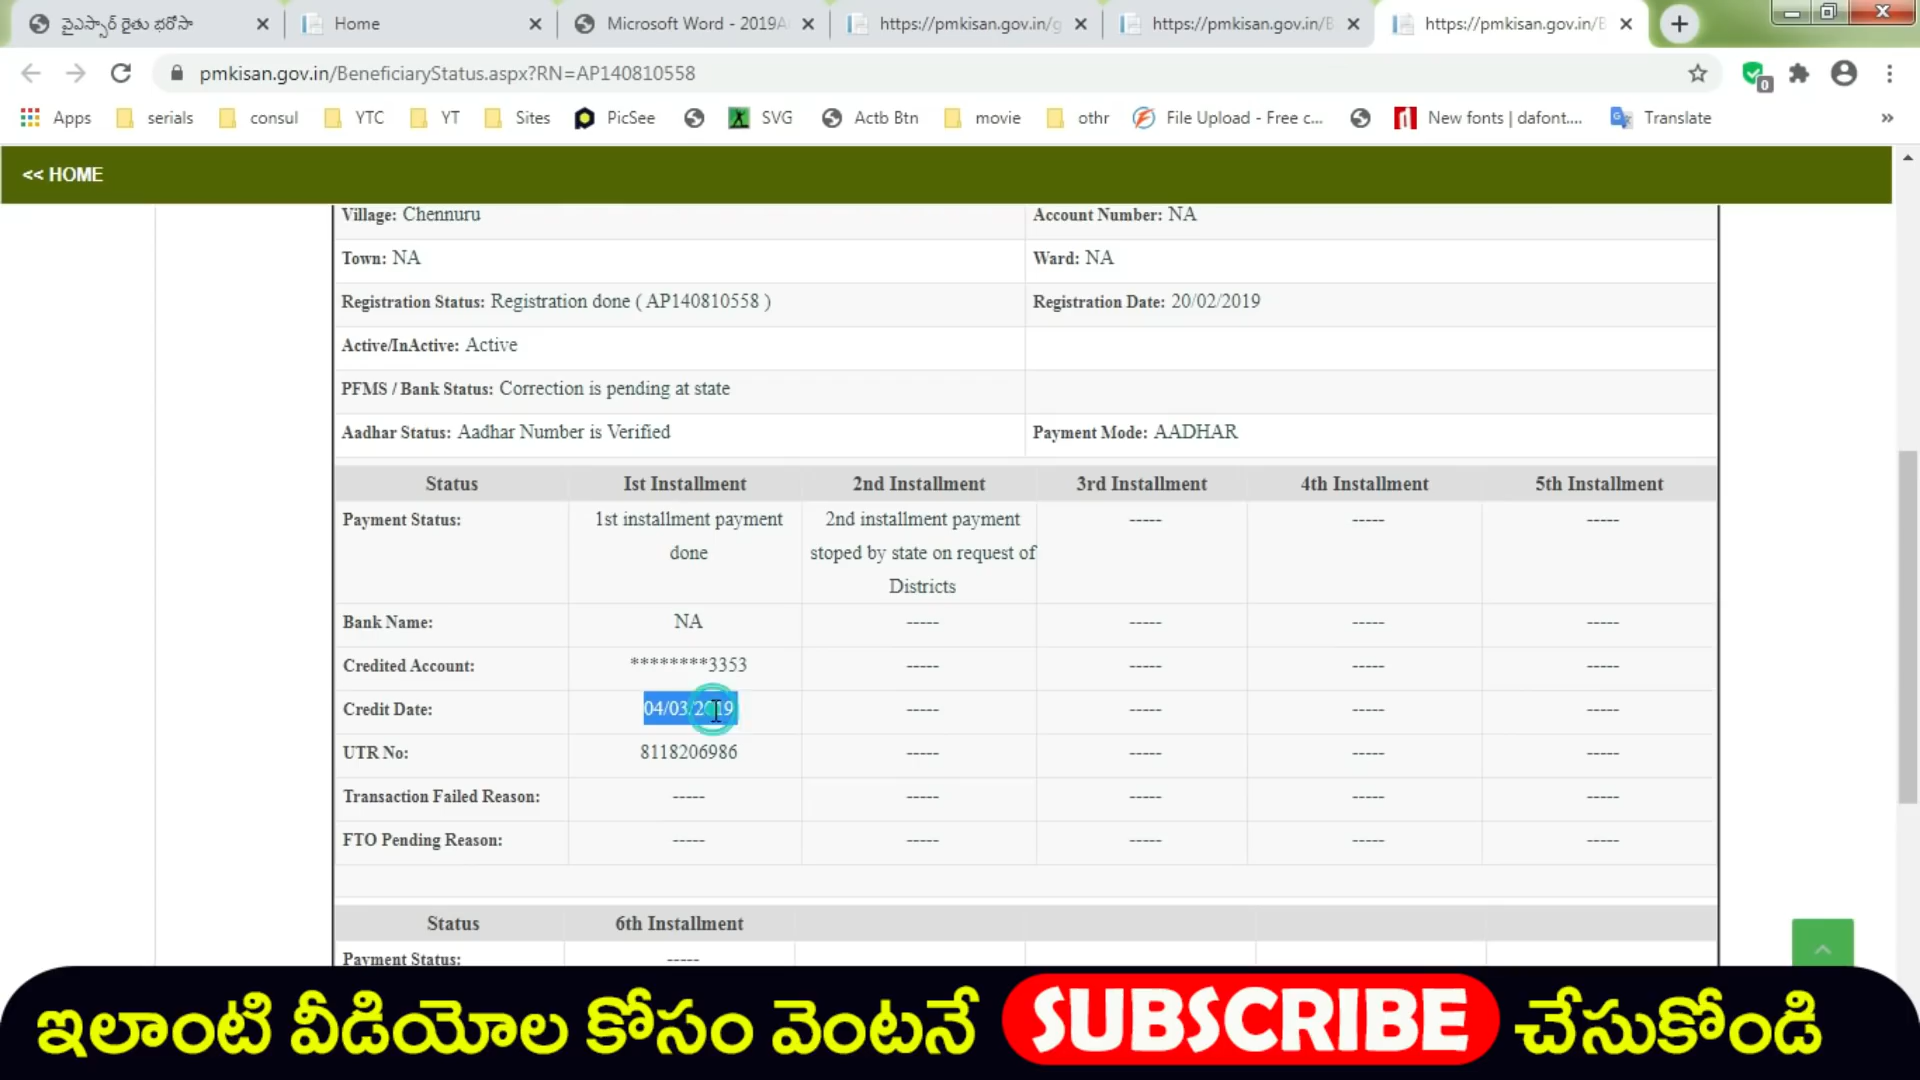 వైఎస్సార్ రైతు భరోసా
Home
Microsoft Word - 2019A
https://pmkisan.gov.in/g
https://pmkisan.gov.in/B
https://pmkisan.gov.in/B
pmkisan.gov.in/BeneficiaryStatus.aspx?RN=AP140810558
0
Apps serials consul YTC YT Sites PicSee SVG Actb Btn movie othr File Upload - Free c... New fonts | dafont.... Translate »
<< HOME
Village: Chennuru Account Number: NA
Town: NA Ward: NA
Registration Status: Registration done ( AP140810558 ) Registration Date: 20/02/2019
Active/InActive: Active
PFMS / Bank Status: Correction is pending at state
Aadhar Status: Aadhar Number is Verified Payment Mode: AADHAR
Status Ist Installment 2nd Installment 3rd Installment 4th Installment 5th Installment
Payment Status: 1st installment payment 2nd installment payment ----- ----- -----
done stoped by state on request of
Districts
Bank Name: NA ----- ----- ----- -----
Credited Account: ********3353 ----- ----- ----- -----
Credit Date: 04/03/2019 ----- ----- ----- -----
UTR No: 8118206986 ----- ----- ----- -----
Transaction Failed Reason: ----- ----- ----- ----- -----
FTO Pending Reason: ----- ----- ----- ----- -----
Status 6th Installment
Payment Status: -----
ఇలాంటి వీడియోల కోసం వెంటనే SUBSCRIBE చేసుకోండి